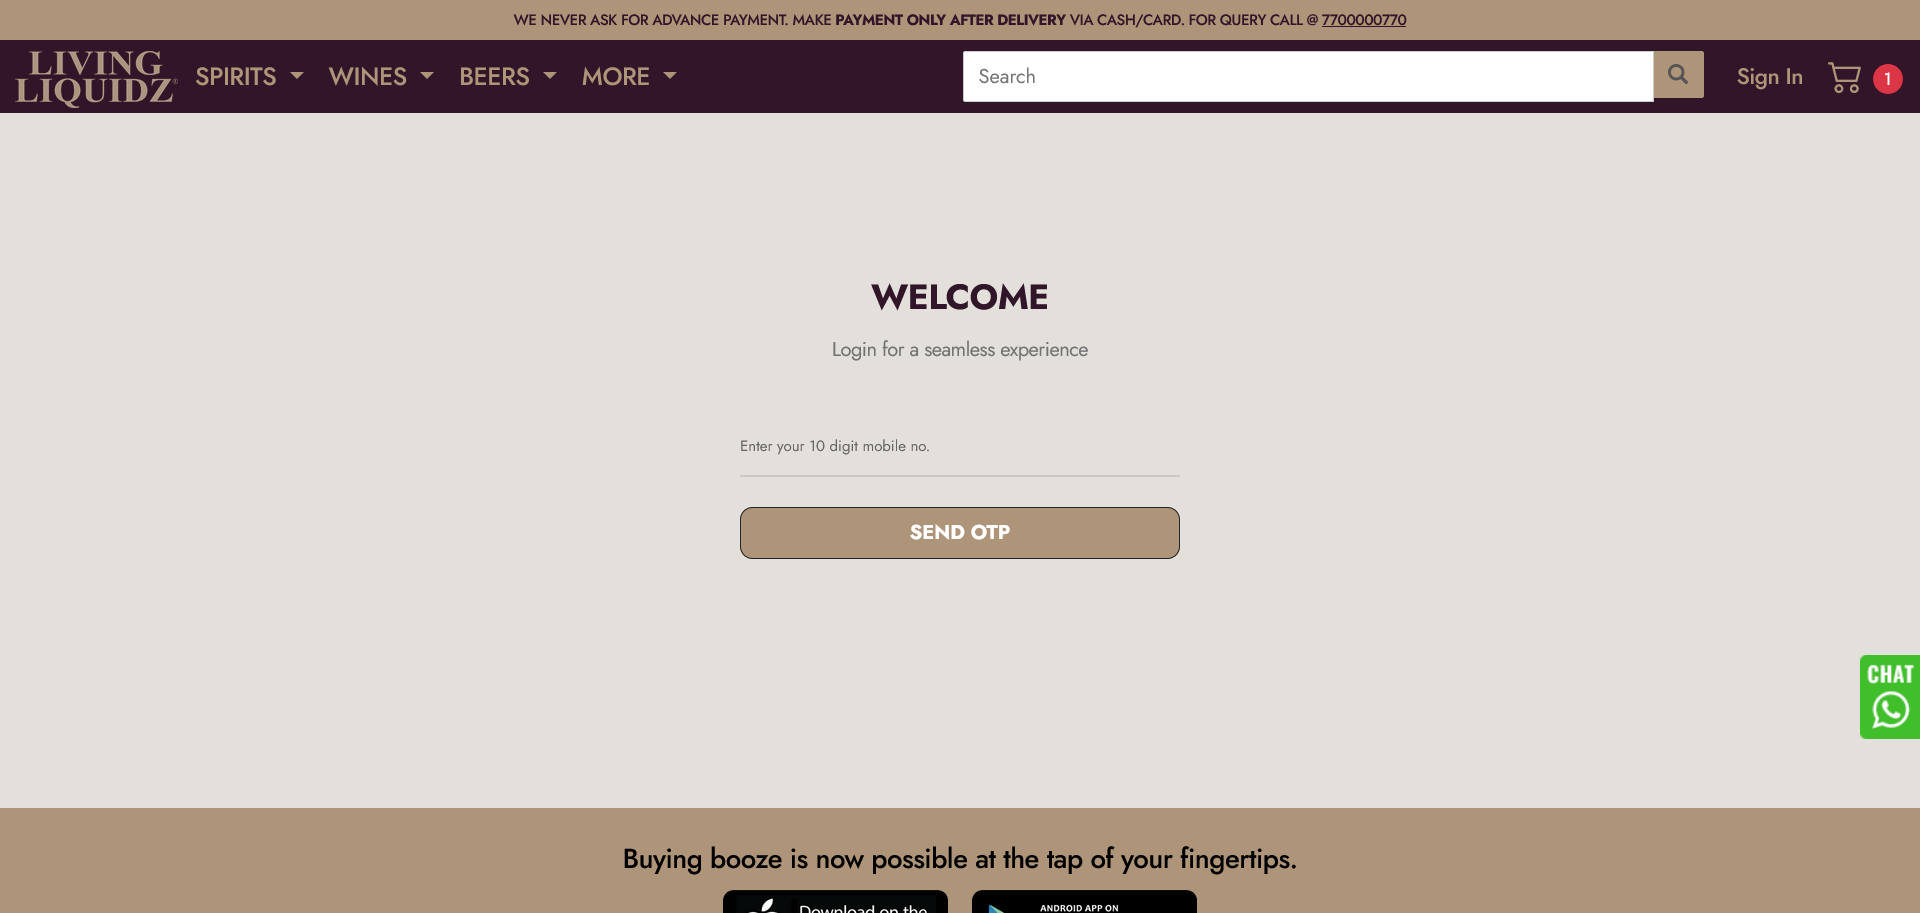 WE NEVER ASK FOR ADVANCE PAYMENT. MAKE PAYMENT ONLY AFTER DELIVERY VIA CASH/CARD. FOR QUERY CALL @ 7700000770
LIVING
LIQUIDZ®
SPIRITS WINES BEERS MORE Search Sign In 1
WELCOME
Login for a seamless experience
Enter your 10 digit mobile no.
SEND OTP
CHAT
Buying booze is now possible at the tap of your fingertips.
Download on the ANDROID APP ON